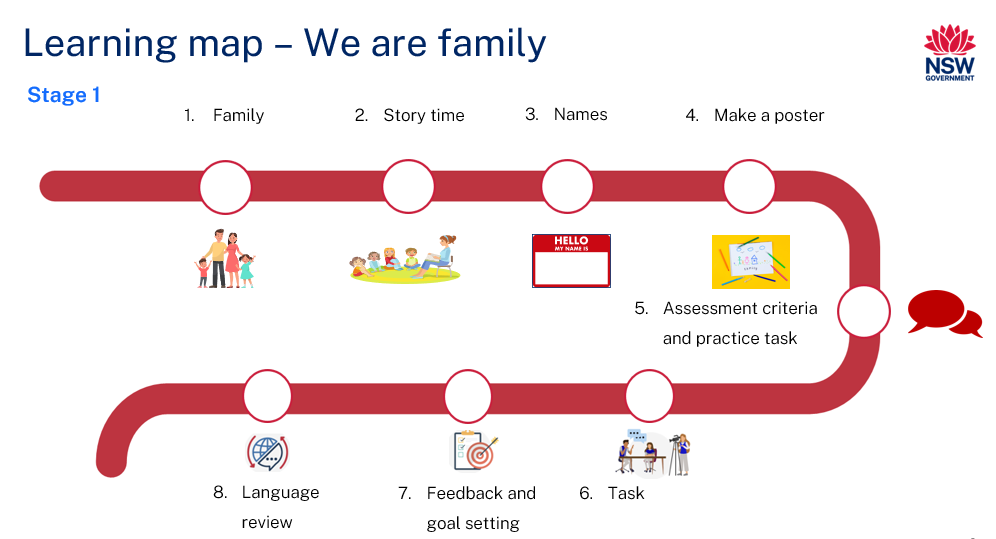 Learning map – We are family
NSW
GOVERNMENT
Stage 1
1. Family
2. Story time
3. Names
4. Make a poster
HELLO
MY NAME IS
5. Assessment criteria
and practice task
8. Language
review
7. Feedback and
goal setting
6. Task